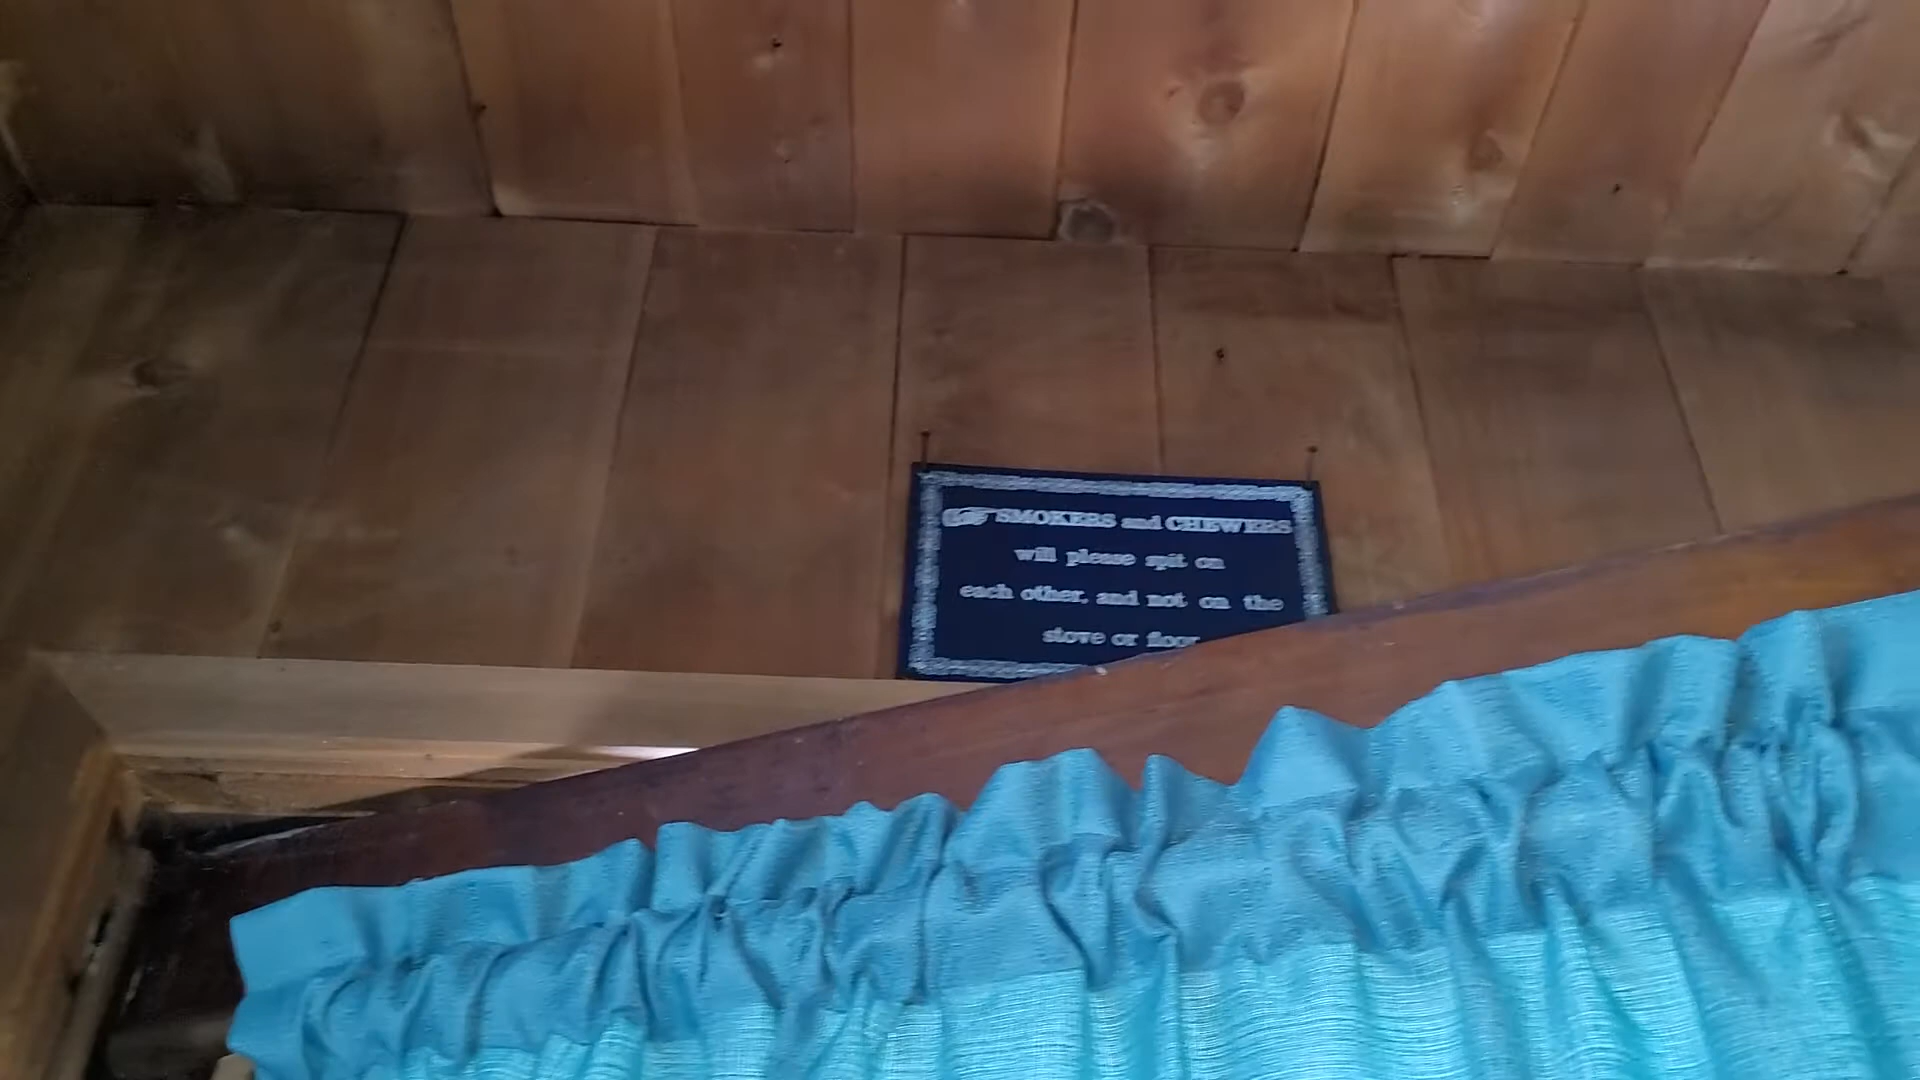 SMOKERS and CHEWERS
will please spit on
each other, and not on the
stove or floor